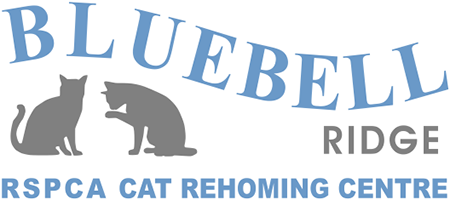 BLUEBELL
RIDGE
RSPCA CAT REHOMING CENTRE